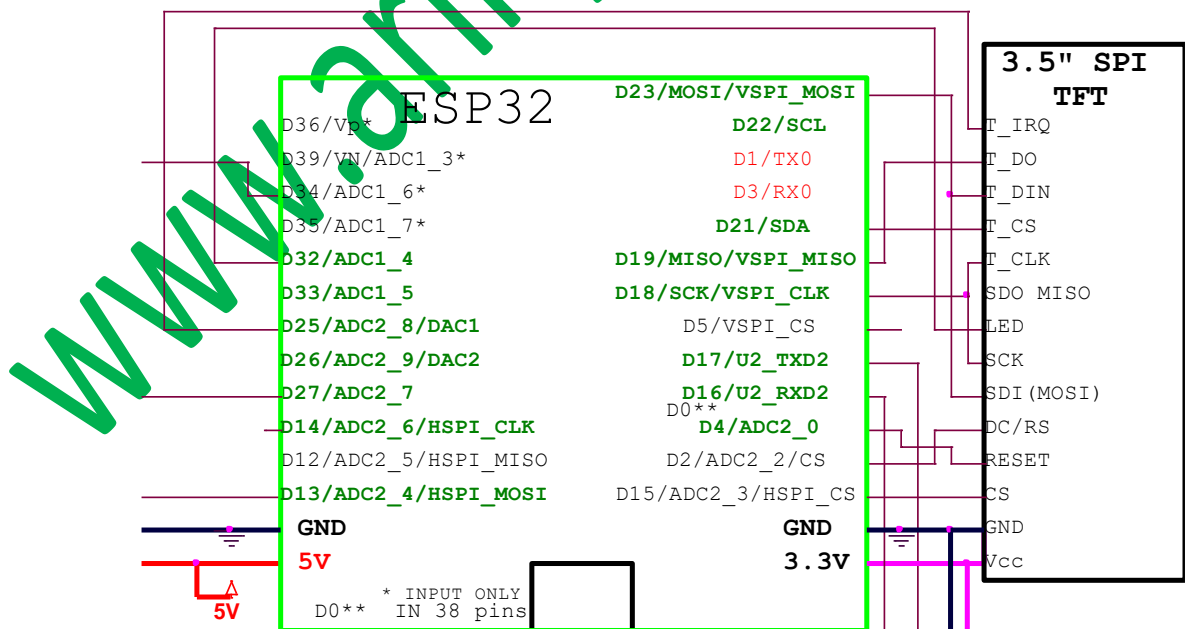 3.5" SPI
TFT
ESP32
D36/Vp*
D39/VN/ADC1_3*
D34/ADC1_6*
D35/ADC1_7*
D32/ADC1_4
D33/ADC1_5
D25/ADC2_8/DAC1
D26/ADC2_9/DAC2
D27/ADC2_7
D14/ADC2_6/HSPI_CLK
D12/ADC2_5/HSPI_MISO
D13/ADC2_4/HSPI_MOSI
GND
5V
5V
* INPUT ONLY
D0** IN 38 pins
D23/MOSI/VSPI_MOSI
D22/SCL
D1/TX0
D3/RX0
D21/SDA
D19/MISO/VSPI_MISO
D18/SCK/VSPI_CLK
D5/VSPI_CS
D17/U2_TXD2
D16/U2_RXD2
D0**
D4/ADC2_0
D2/ADC2_2/CS
D15/ADC2_3/HSPI_CS
GND
3.3V
T_IRQ
T_DO
T_DIN
T_CS
T_CLK
SDO MISO
LED
SCK
SDI(MOSI)
DC/RS
RESET
CS
GND
Vcc